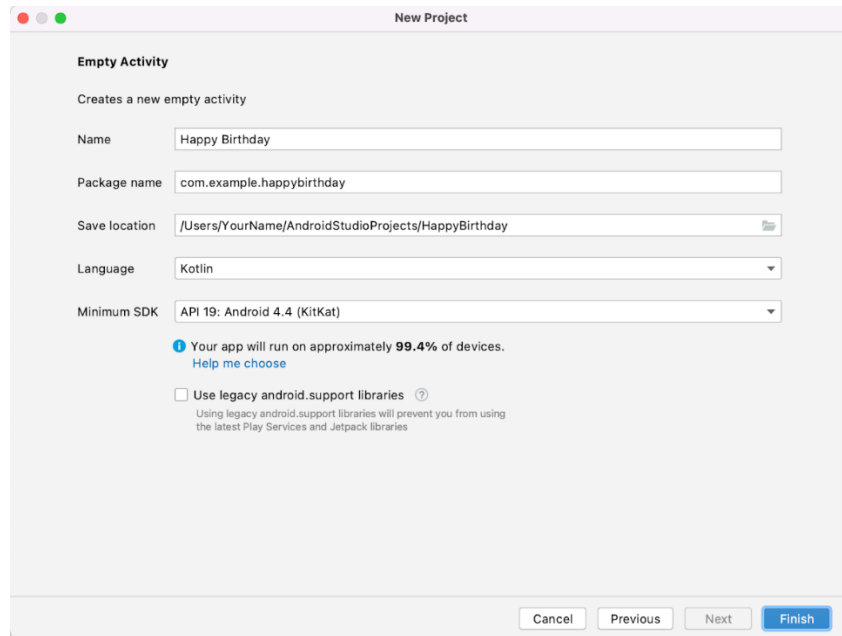 New Project
Empty Activity
Creates a new empty activity
Name Happy Birthday
Package name com.example.happybirthday
Save location /Users/YourName/AndroidStudioProjects/HappyBirthday
Language Kotlin
Minimum SDK API 19: Android 4.4 (KitKat)
i Your app will run on approximately 99.4% of devices.
Help me choose
Use legacy android.support libraries ?
Using legacy android.support libraries will prevent you from using
the latest Play Services and Jetpack libraries
Cancel Previous Next Finish